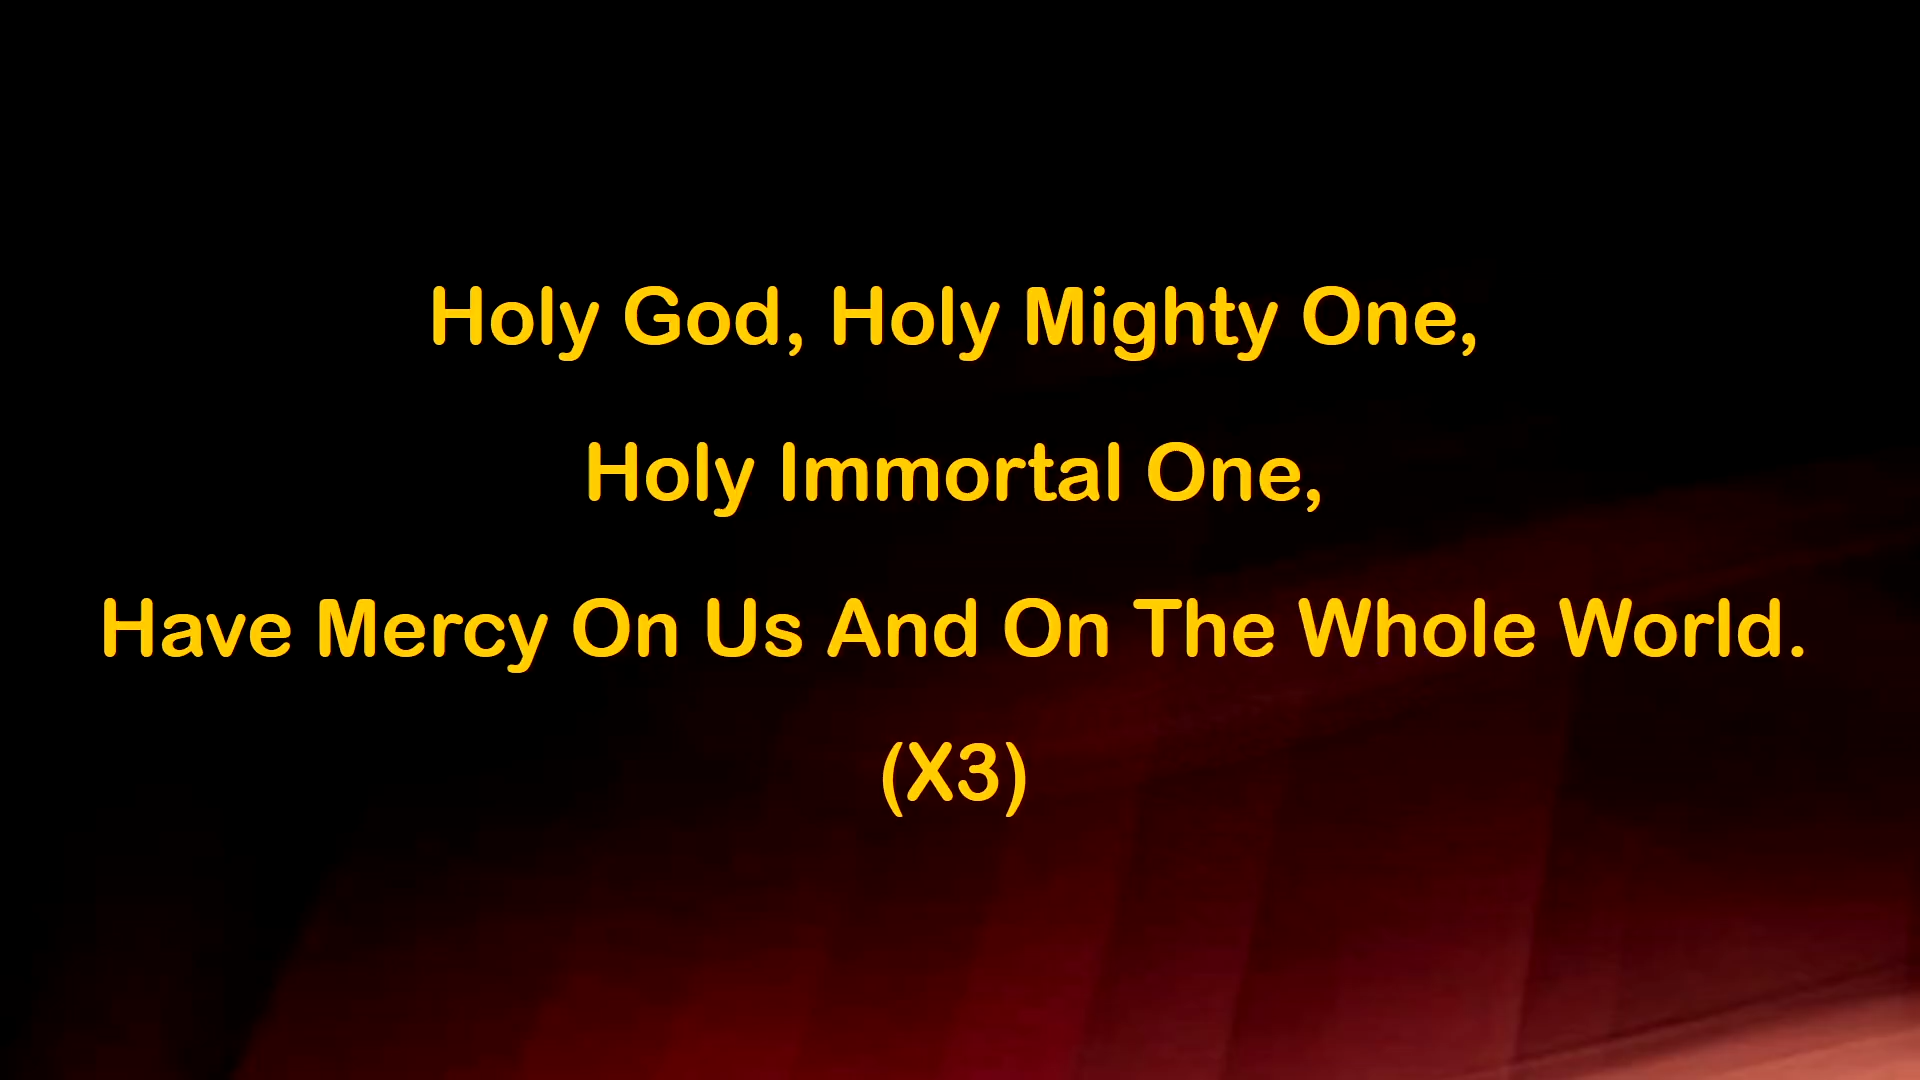 Holy God, Holy Mighty One,
Holy Immortal One,
Have Mercy On Us And On The Whole World.
(X3)